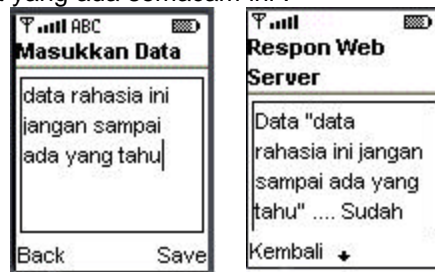 yang ada semacam ini :
ABC
Masukkan Data
data rahasia ini
jangan sampai
ada yang tahu
Back Save
Respon Web
Server
Data "data
rahasia ini jangan
sampai ada yang
tahu" .... Sudah
Kembali